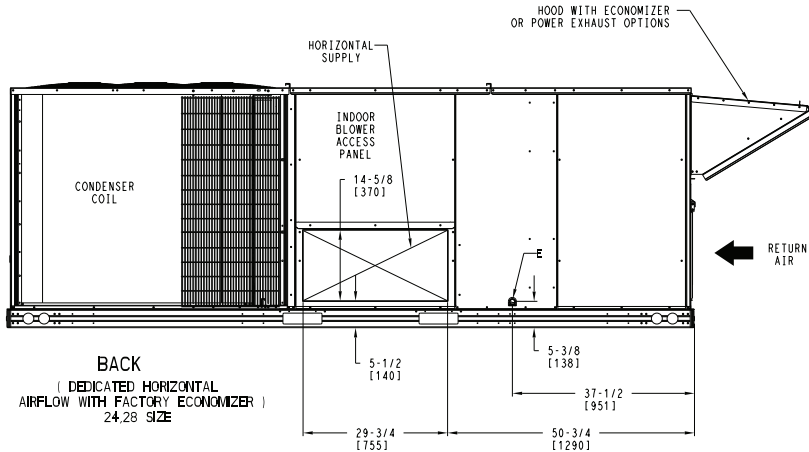 HOOD WITH ECONOMIZER
OR POWER EXHAUST OPTIONS
HORIZONTAL
SUPPLY
INDOOR
BLOWER
ACCESS
PANEL
14-5/8
[370]
CONDENSER
COIL
E
RETURN
AIR
5-1/2
[140]
5-3/8
[138]
37-1/2
[951]
29-3/4
[755]
50-3/4
[1290]
BACK
( DEDICATED HORIZONTAL
AIRFLOW WITH FACTORY ECONOMIZER )
24,28 SIZE